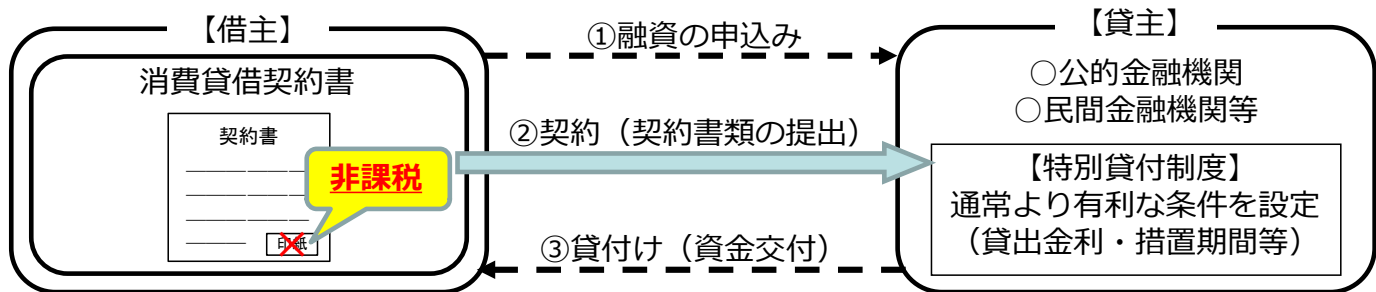 【借主】
消費貸借契約書
契約書
非課税
印紙
①融資の申込み
②契約（契約書類の提出）
③貸付け（資金交付）
【貸主】
○公的金融機関
○民間金融機関等
【特別貸付制度】
通常より有利な条件を設定
（貸出金利・措置期間等）